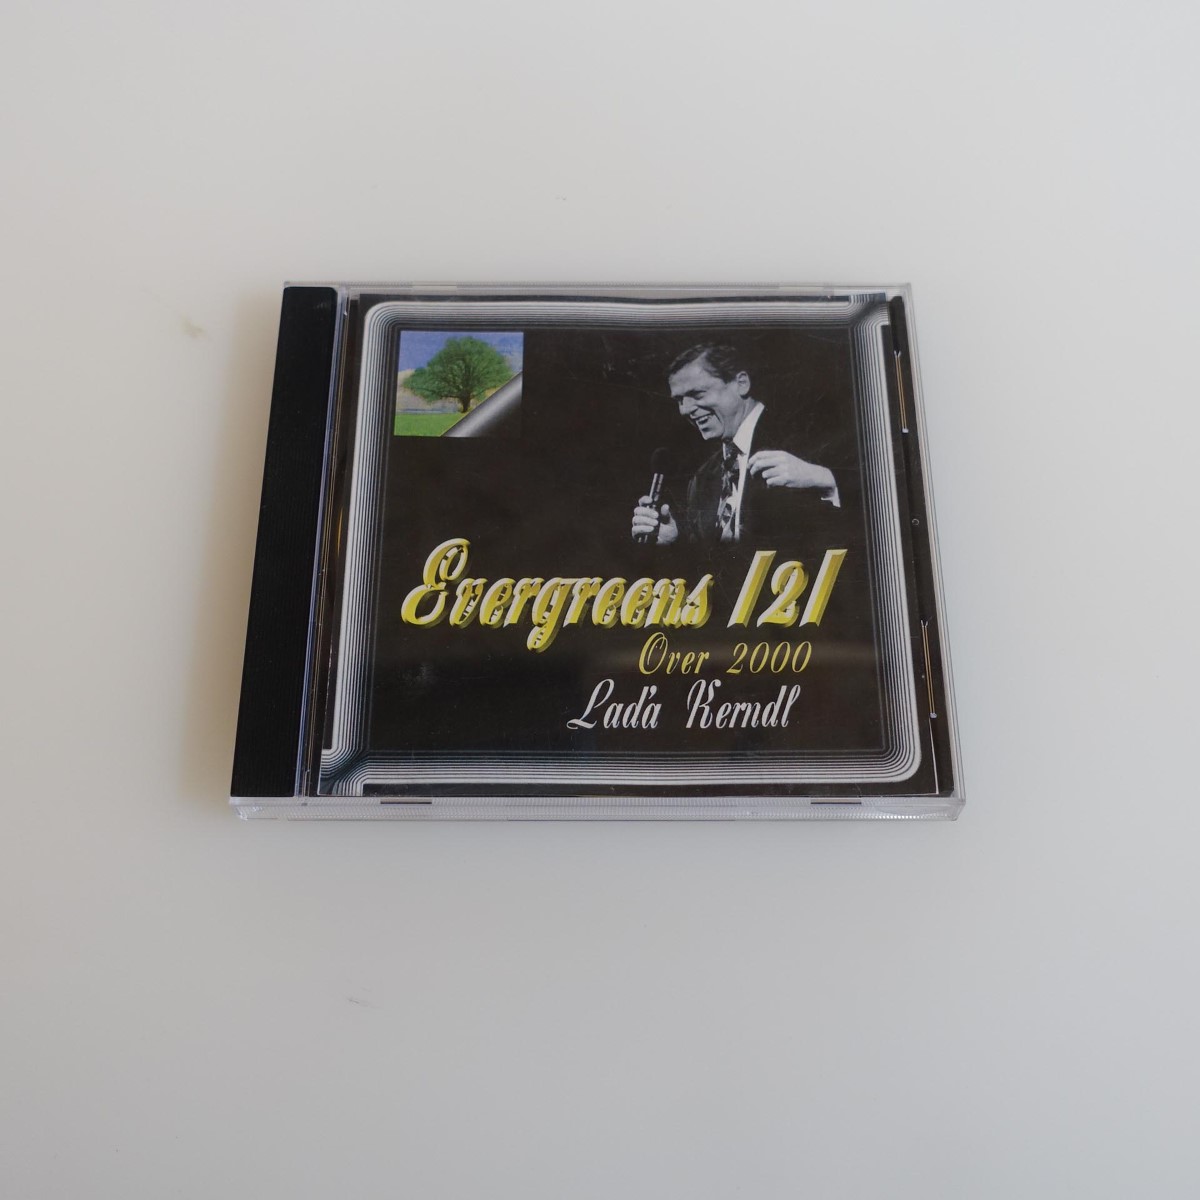 Evergreens /2/
Over 2000
Laďa Kerndl